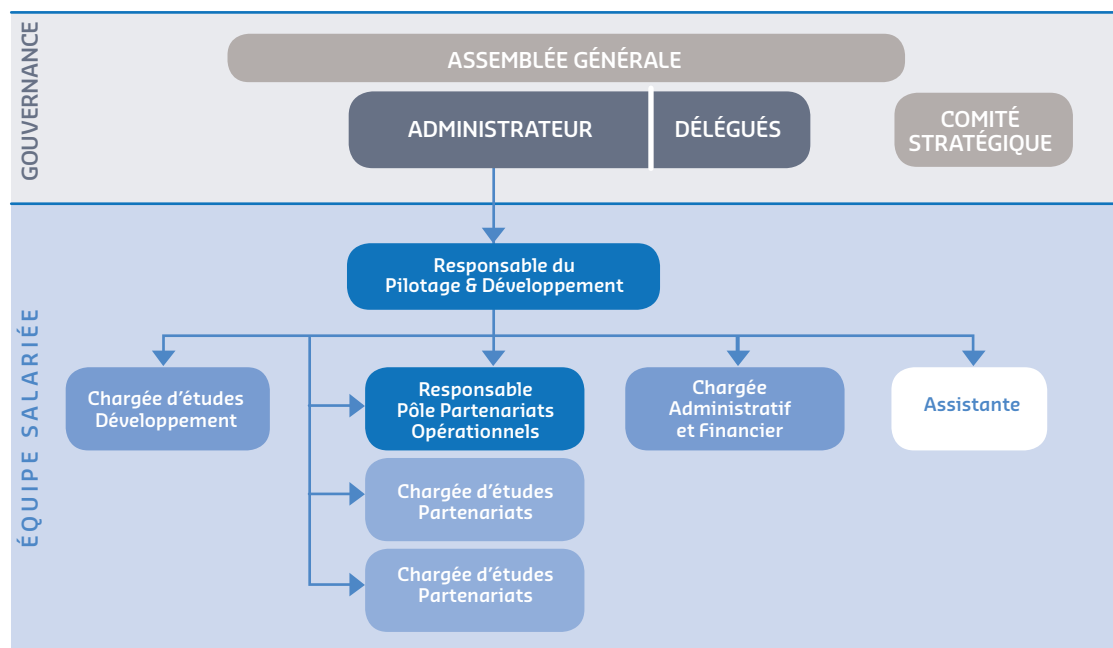 GOUVERNANCE
ASSEMBLÉE GÉNÉRALE
ADMINISTRATEUR
DÉLÉGUÉS
COMITÉ
STRATÉGIQUE
ÉQUIPE SALARIÉE
Responsable du
Pilotage & Développement
Chargée d'études
Développement
Responsable
Pôle Partenariats
Opérationnels
Chargée
Administratif
et Financier
Assistante
Chargée d'études
Partenariats
Chargée d'études
Partenariats